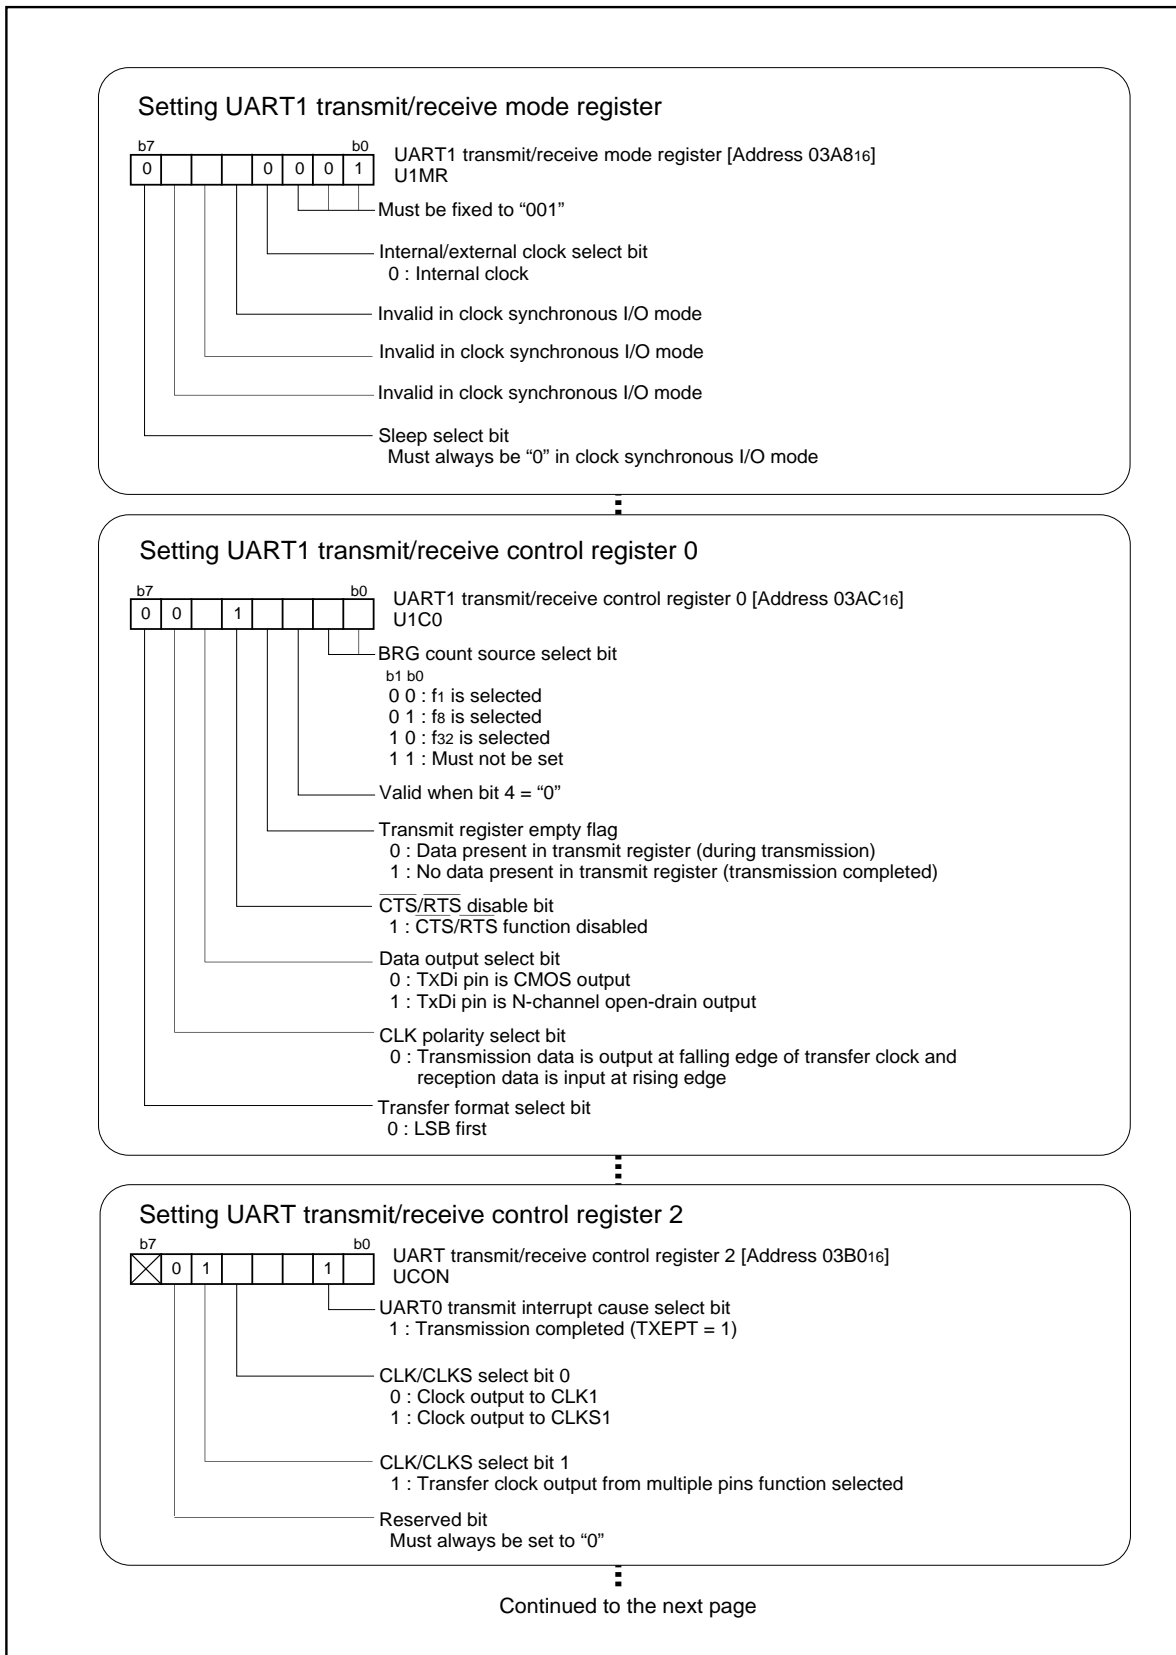 Setting UART1 transmit/receive mode register
b7 b0
0 0 0 0 1
UART1 transmit/receive mode register [Address 03A816]
U1MR
Must be fixed to “001”
Internal/external clock select bit
0 : Internal clock
Invalid in clock synchronous I/O mode
Invalid in clock synchronous I/O mode
Invalid in clock synchronous I/O mode
Sleep select bit
Must always be “0” in clock synchronous I/O mode
Setting UART1 transmit/receive control register 0
b7 b0
0 0 1
UART1 transmit/receive control register 0 [Address 03AC16]
U1C0
BRG count source select bit
b1 b0
0 0 : f1 is selected
0 1 : f8 is selected
1 0 : f32 is selected
1 1 : Must not be set
Valid when bit 4 = “0”
Transmit register empty flag
0 : Data present in transmit register (during transmission)
1 : No data present in transmit register (transmission completed)
CTS/RTS disable bit
1 : CTS/RTS function disabled
Data output select bit
0 : TXDi pin is CMOS output
1 : TxDi pin is N-channel open-drain output
CLK polarity select bit
0 : Transmission data is output at falling edge of transfer clock and
reception data is input at rising edge
Transfer format select bit
0 : LSB first
Setting UART transmit/receive control register 2
b7 b0
0 1 1
UART transmit/receive control register 2 [Address 03B016]
UCON
UART0 transmit interrupt cause select bit
1 : Transmission completed (TXEPT = 1)
CLK/CLKS select bit 0
0 : Clock output to CLK1
1 : Clock output to CLKS1
CLK/CLKS select bit 1
1 : Transfer clock output from multiple pins function selected
Reserved bit
Must always be set to “0”
Continued to the next page